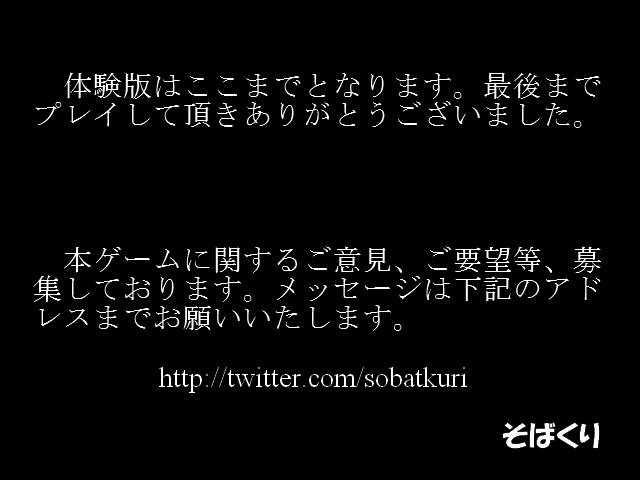 体験版はここまでとなります。最後まで
プレイして頂きありがとうございました。
本ゲームに関するご意見、ご要望等、募
集しております。メッセージは下記のアド
レスまでお願いいたします。
http://twitter.com/sobatkuri
そばくり